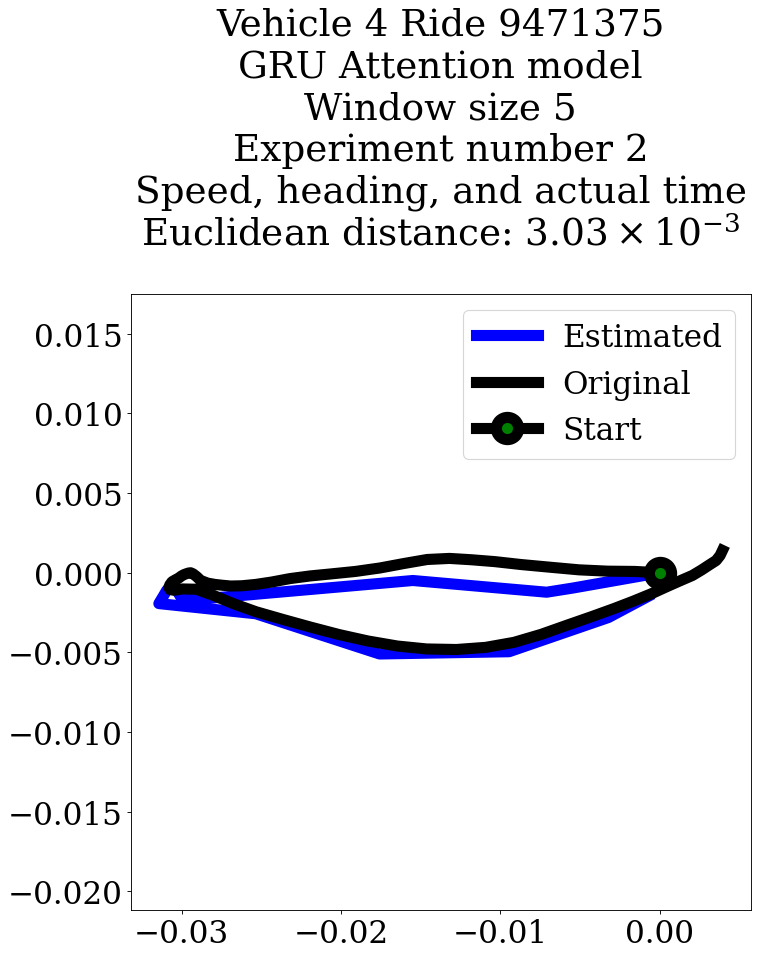 Vehicle 4 Ride 9471375
GRU Attention model
Window size 5
Experiment number 2
Speed, heading, and actual time
Euclidean distance: 3.03 × 10⁻³
Estimated
Original
Start
0.015
0.010
0.005
0.000
−0.005
−0.010
−0.015
−0.020
−0.03
−0.02
−0.01
0.00